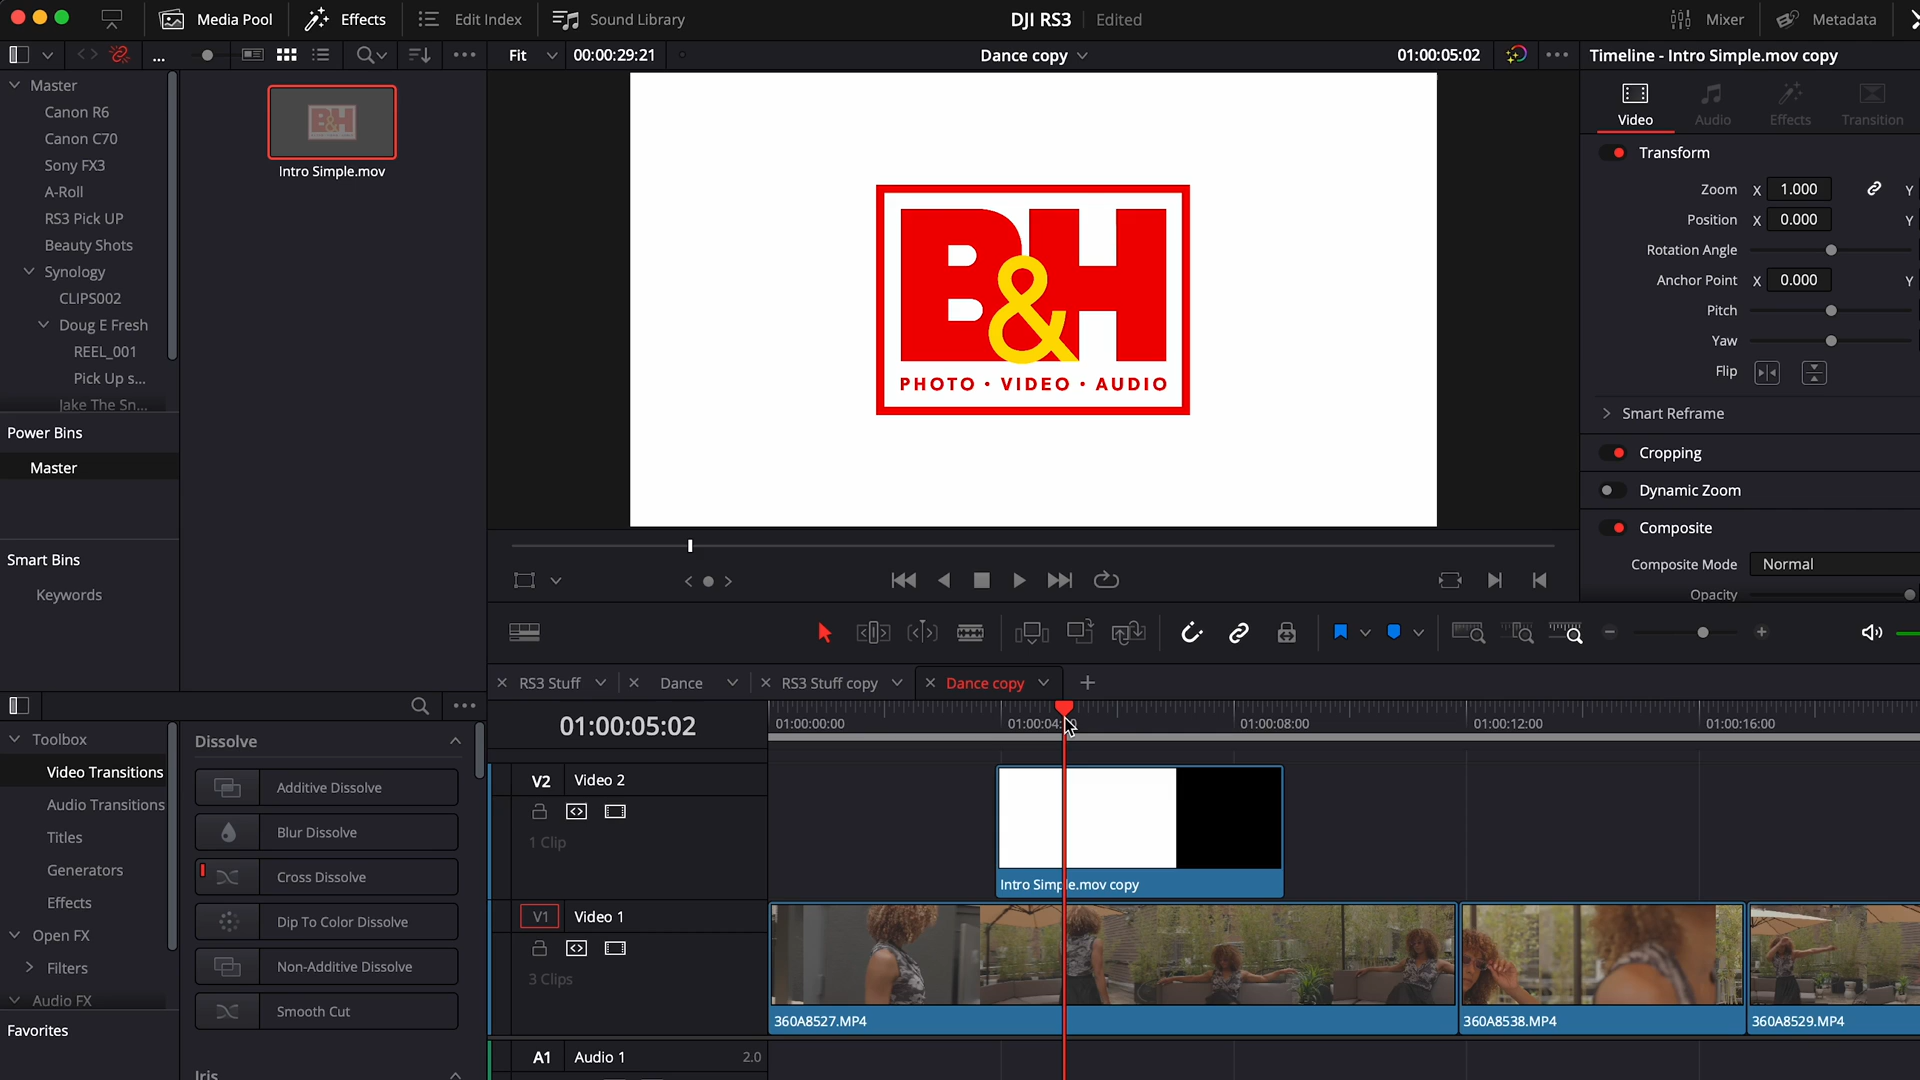 Media Pool
Effects
Edit Index
Sound Library
DJI RS3
Edited
Mixer
Metadata
...
Fit
00:00:29:21
Dance copy
01:00:05:02
Timeline - Intro Simple.mov copy
Master
Canon R6
Canon C70
Sony FX3
A-Roll
RS3 Pick UP
Beauty Shots
Synology
CLIPS002
Doug E Fresh
REEL_001
Pick Up s...
Jake The Sn...
Power Bins
Master
Smart Bins
Keywords
Intro Simple.mov
B&H
PHOTO · VIDEO · AUDIO
Video
Audio
Effects
Transition
Transform
Zoom X 1.000 Y
Position X 0.000 Y
Rotation Angle
Anchor Point X 0.000 Y
Pitch
Yaw
Flip
Smart Reframe
Cropping
Dynamic Zoom
Composite
Composite Mode Normal
Opacity
RS3 Stuff
Dance
RS3 Stuff copy
Dance copy
Toolbox
Video Transitions
Audio Transitions
Titles
Generators
Effects
Open FX
Filters
Audio FX
Favorites
Dissolve
Additive Dissolve
Blur Dissolve
Cross Dissolve
Dip To Color Dissolve
Non-Additive Dissolve
Smooth Cut
Iris
01:00:05:02
01:00:00:00
01:00:08:00
01:00:12:00
01:00:16:00
V2 Video 2
1 Clip
Intro Simple.mov copy
V1 Video 1
3 Clips
360A8527.MP4
360A8538.MP4
360A8529.MP4
A1 Audio 1 2.0